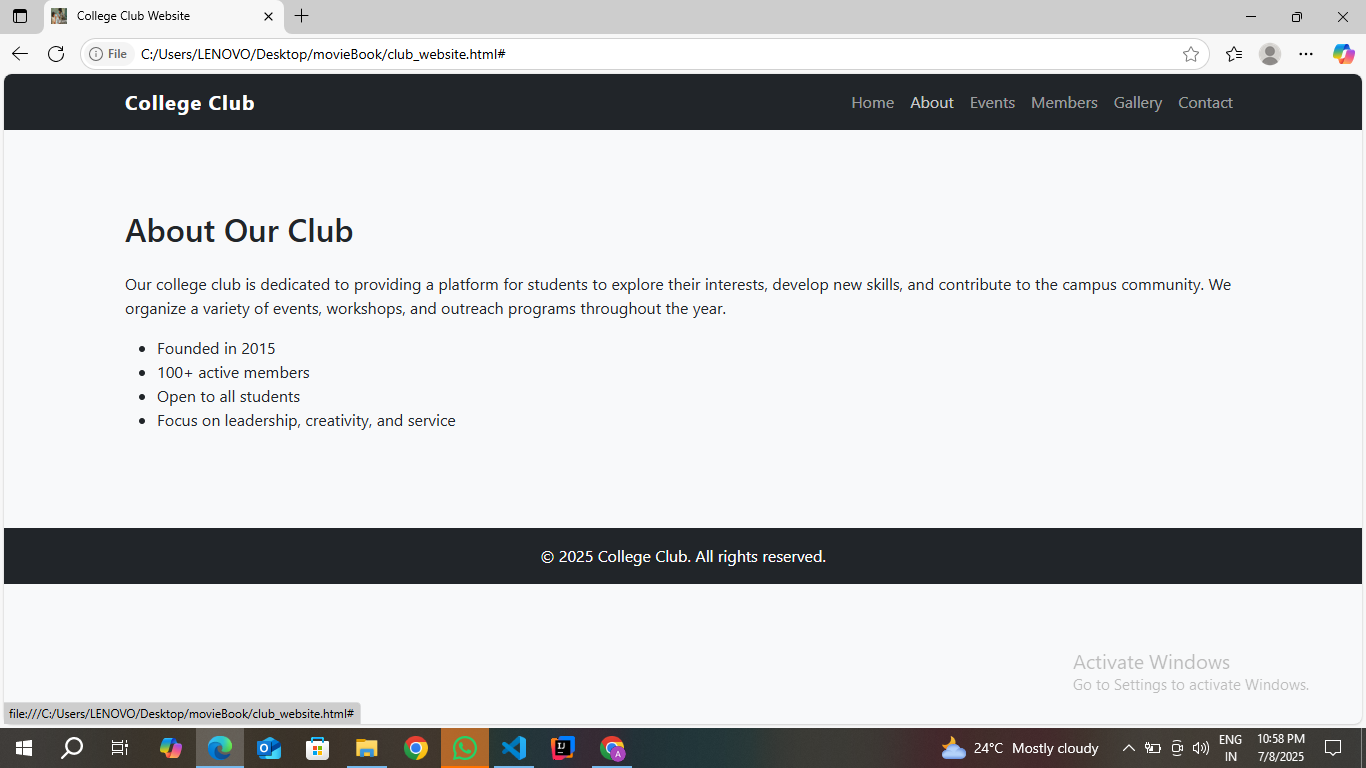 College Club Website
File
C:/Users/LENOVO/Desktop/movieBook/club_website.html#
College Club
Home About Events Members Gallery Contact
About Our Club
Our college club is dedicated to providing a platform for students to explore their interests, develop new skills, and contribute to the campus community. We
organize a variety of events, workshops, and outreach programs throughout the year.
• Founded in 2015
• 100+ active members
• Open to all students
• Focus on leadership, creativity, and service
© 2025 College Club. All rights reserved.
Activate Windows
Go to Settings to activate Windows.
file:///C:/Users/LENOVO/Desktop/movieBook/club_website.html#
24°C Mostly cloudy
ENG
IN
10:58 PM
7/8/2025